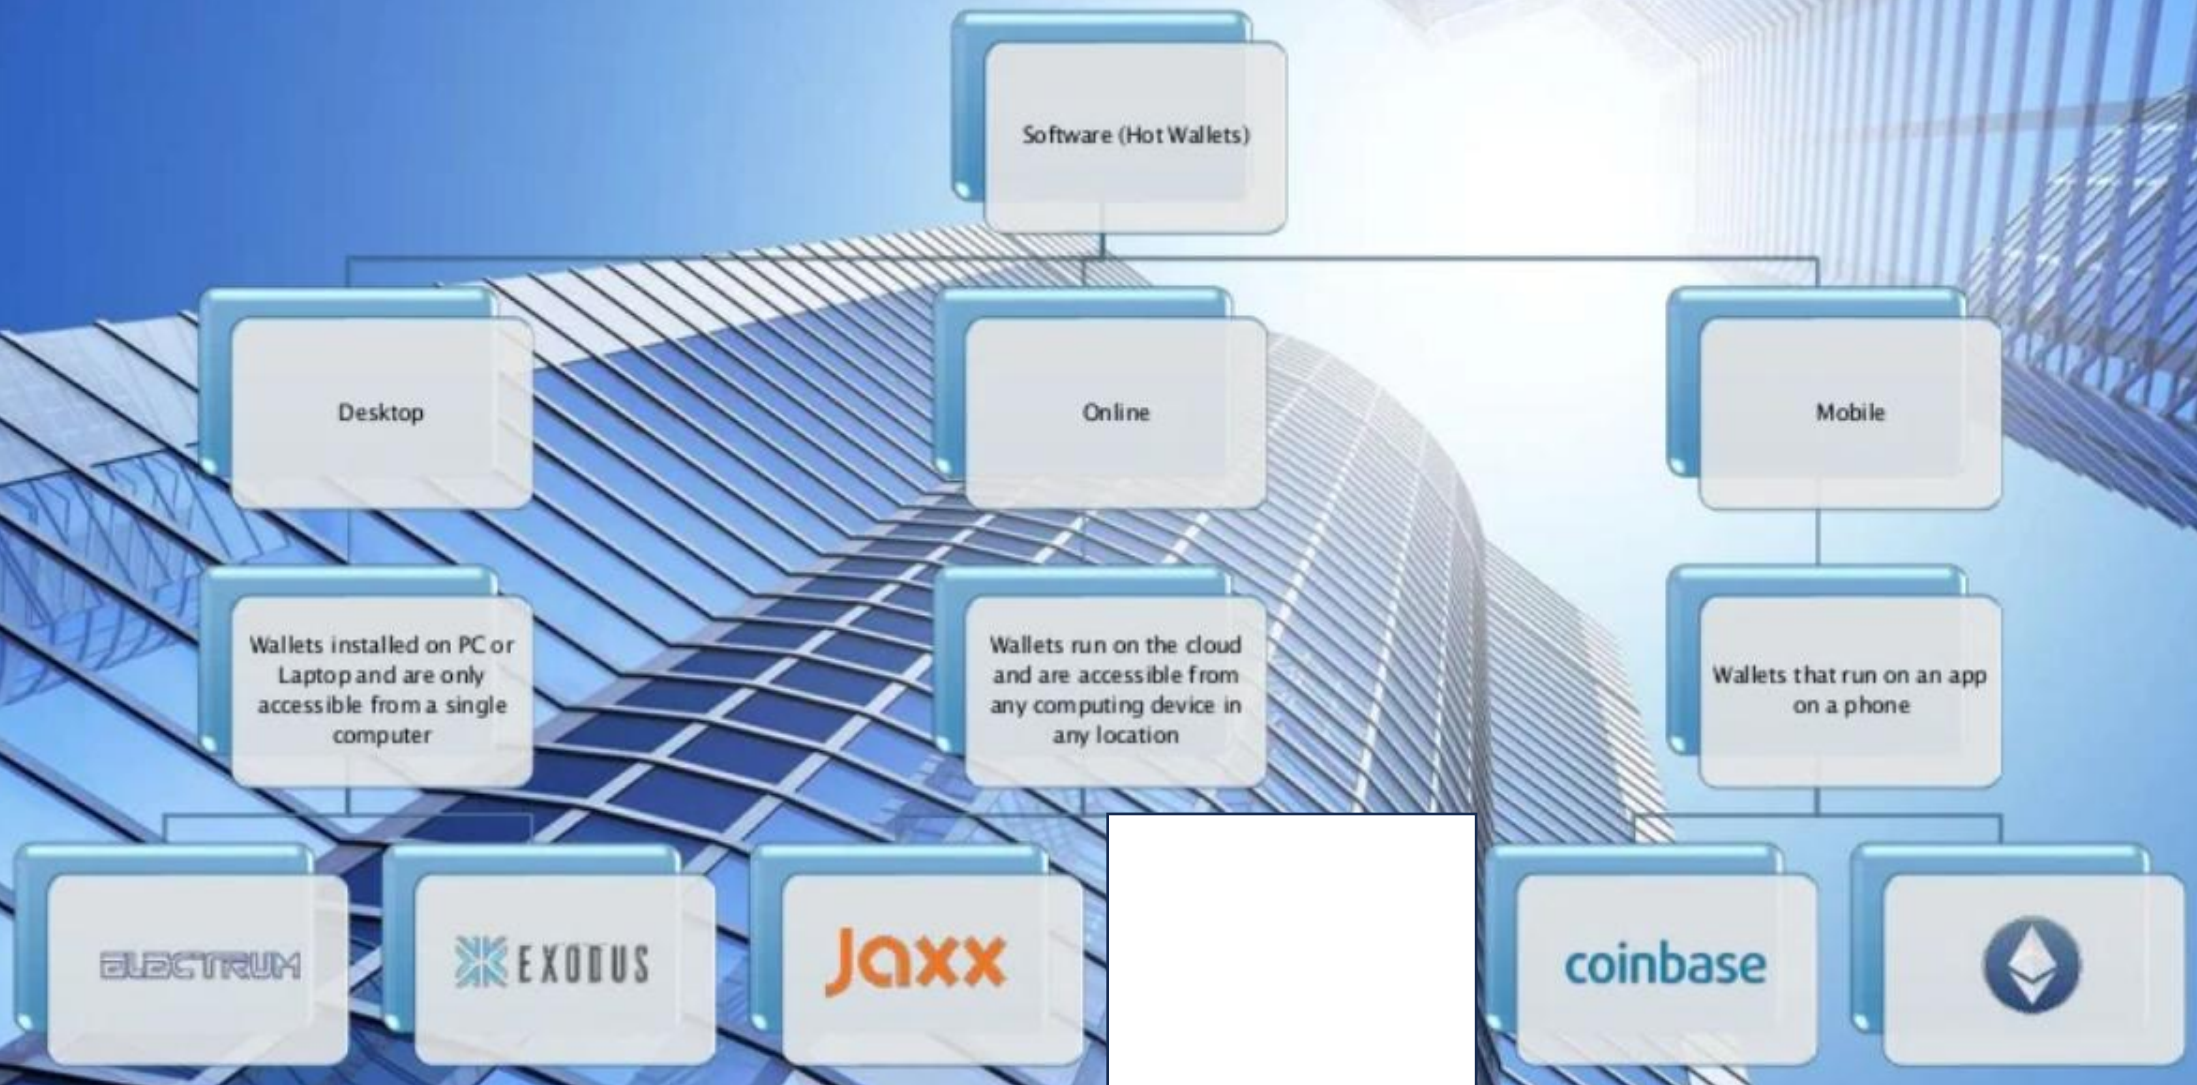 Software (Hot Wallets)
Desktop
Online
Mobile
Wallets installed on PC or
Laptop and are only
accessible from a single
computer
Wallets run on the cloud
and are accessible from
any computing device in
any location
Wallets that run on an app
on a phone
ELECTRUM
EXODUS
Jaxx
coinbase